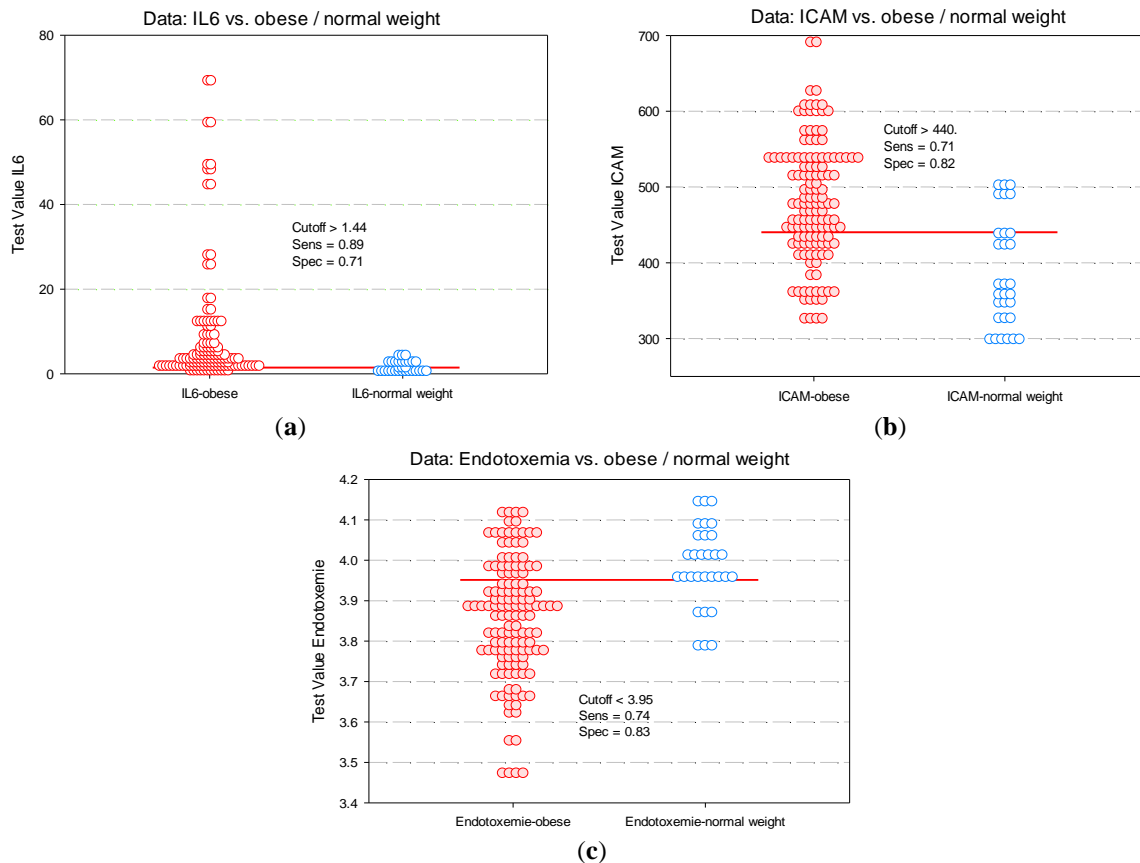 Data: IL6 vs. obese / normal weight
80
60
40
20
0
Test Value IL6
Cutoff > 1.44
Sens = 0.89
Spec = 0.71
IL6-obese
IL6-normal weight
(a)
Data: ICAM vs. obese / normal weight
700
600
500
400
300
Test Value ICAM
Cutoff > 440.
Sens = 0.71
Spec = 0.82
ICAM-obese
ICAM-normal weight
(b)
Data: Endotoxemia vs. obese / normal weight
4.2
4.1
4.0
3.9
3.8
3.7
3.6
3.5
3.4
Test Value Endotoxemie
Cutoff < 3.95
Sens = 0.74
Spec = 0.83
Endotoxemie-obese
Endotoxemie-normal weight
(c)